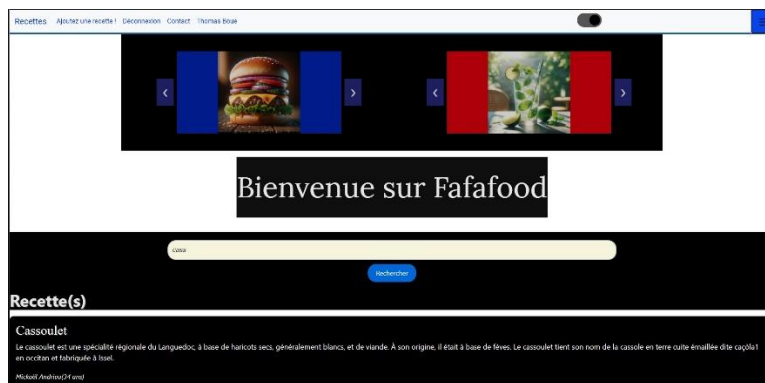 Recettes Ajoutez une recette ! Déconnexion Contact Thomas Boué
Bienvenue sur Fafafood
cass
Rechercher
Recette(s)
Cassoulet
Le cassoulet est une spécialité régionale du Languedoc, à base de haricots secs, généralement blancs, et de viande. À son origine, il était à base de fèves. Le cassoulet tient son nom de la cassole en terre cuite émaillée dite caçòla1
en occitan et fabriquée à Issel.
Mickaël Andrieu(34 ans)